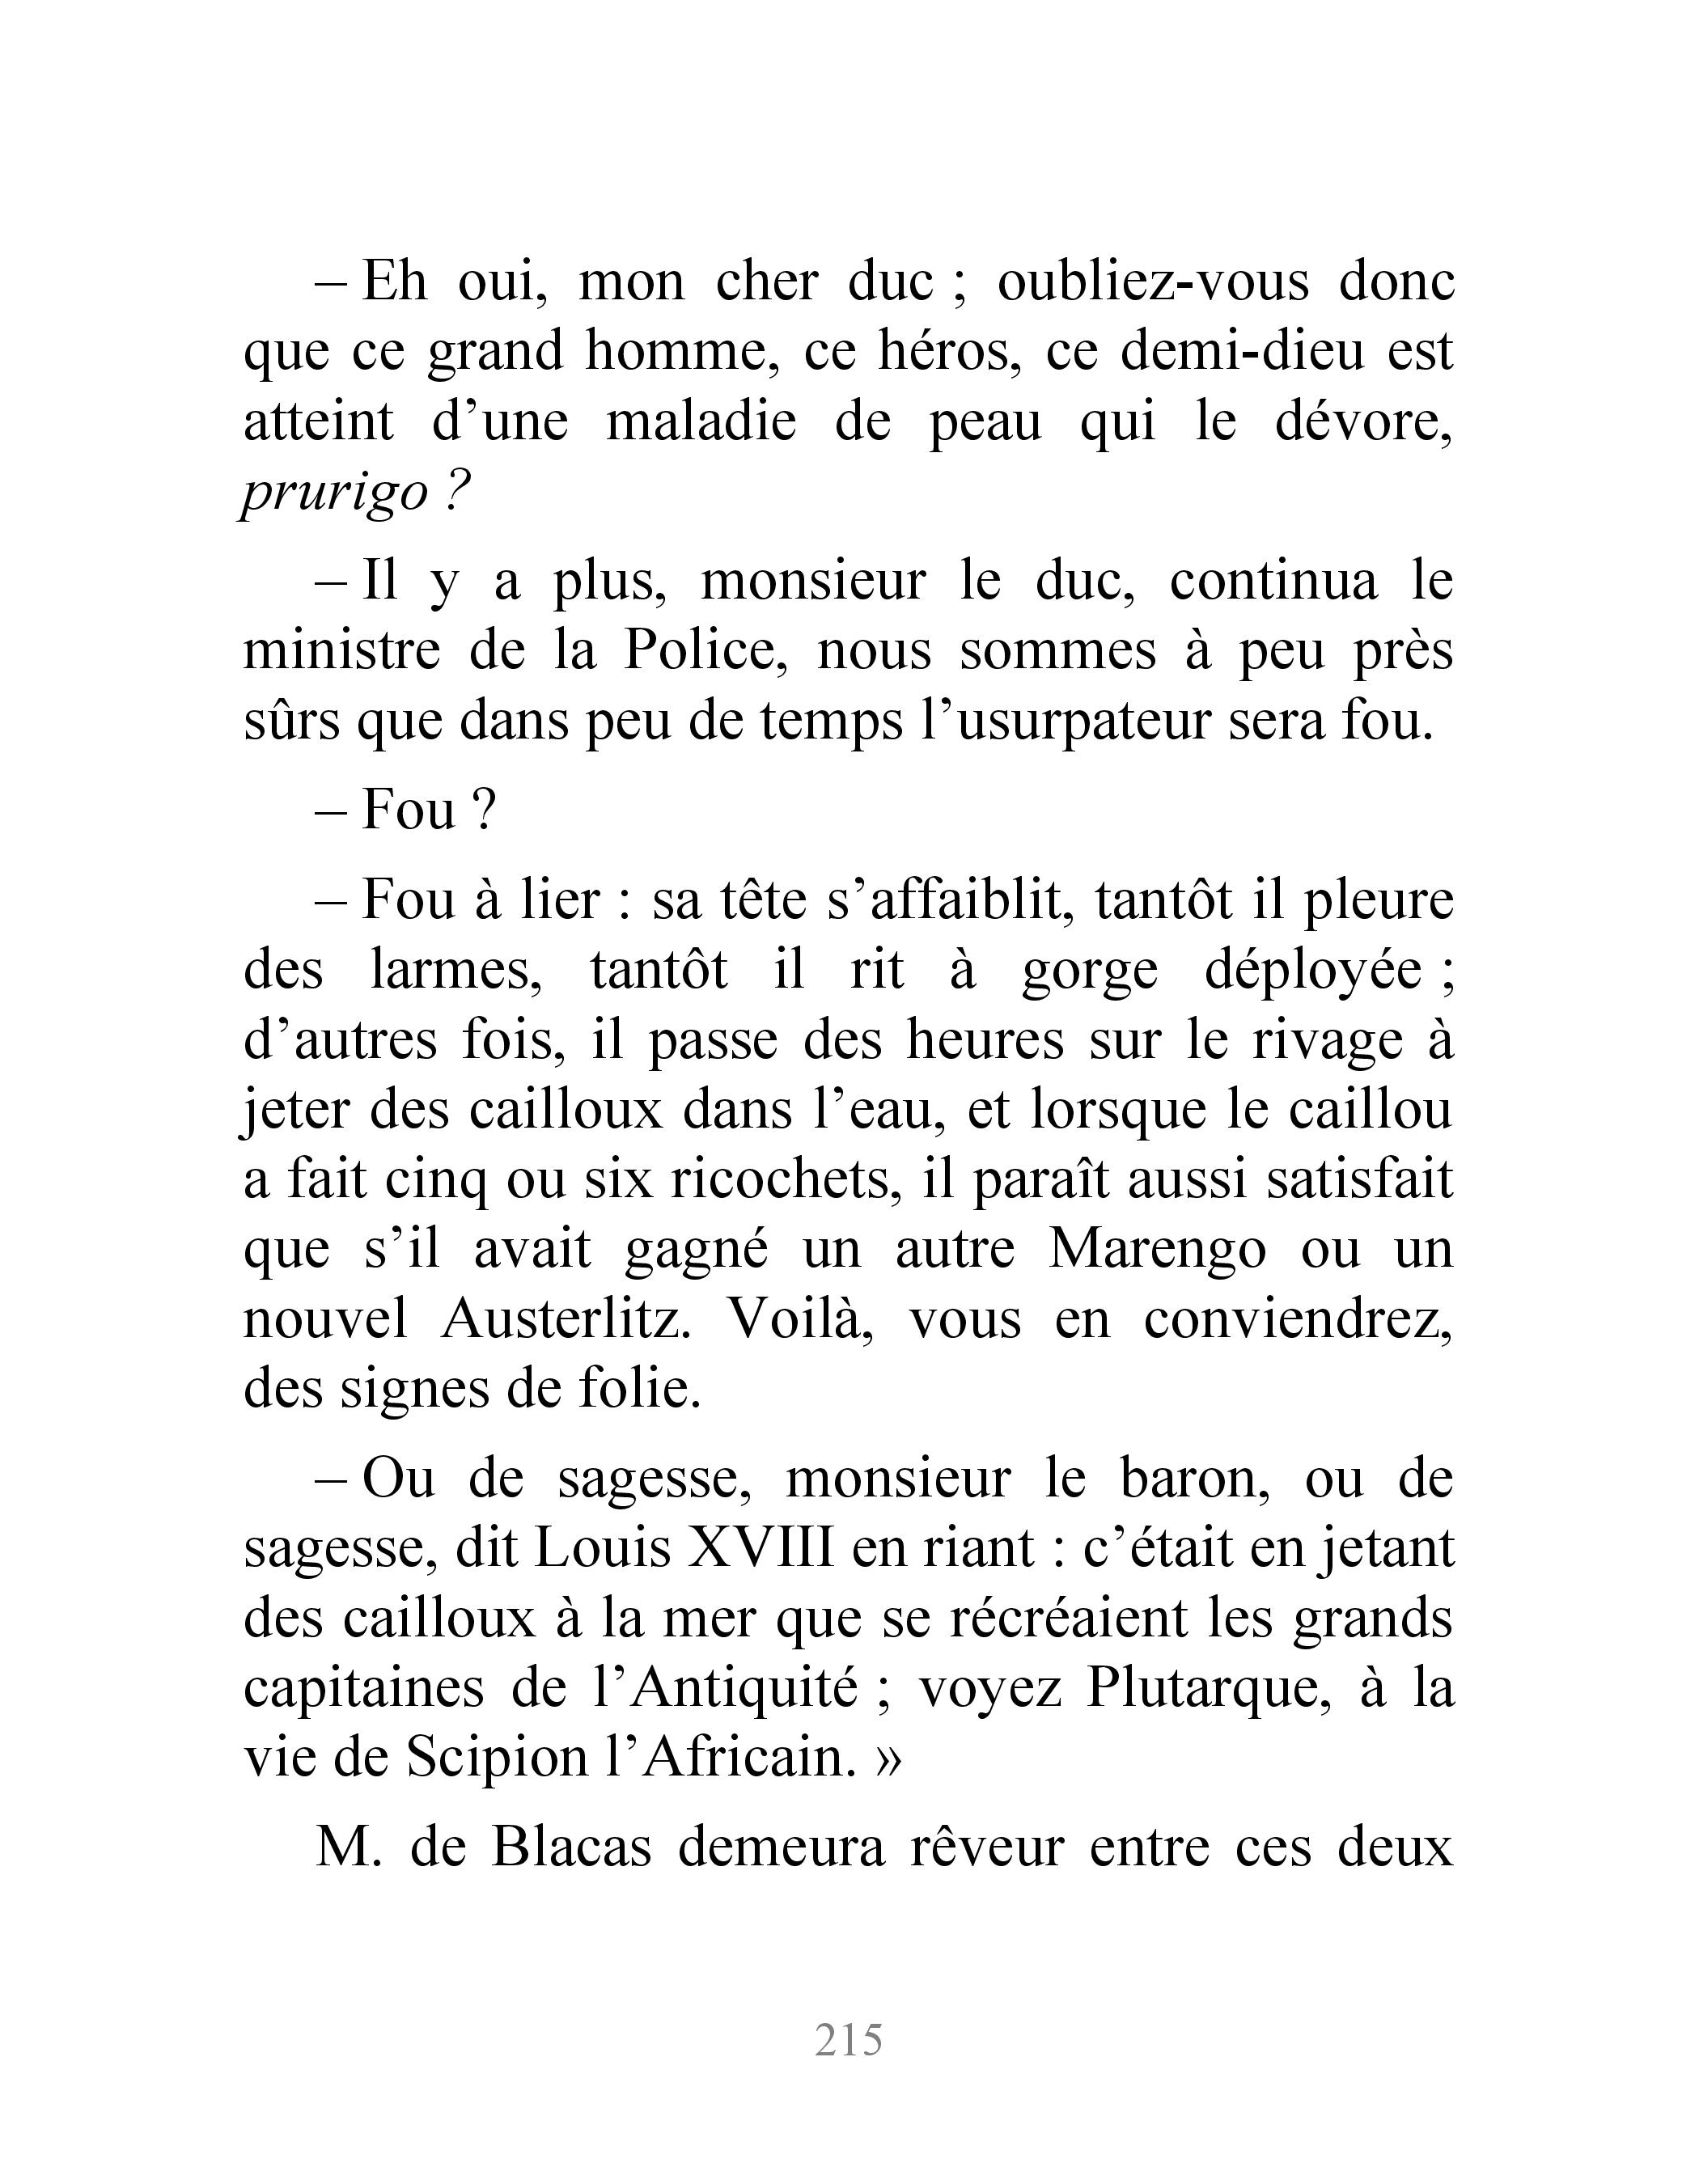 – Eh oui, mon cher duc ; oubliez-vous donc
que ce grand homme, ce héros, ce demi-dieu est
atteint d’une maladie de peau qui le dévore,
prurigo ?
– Il y a plus, monsieur le duc, continua le
ministre de la Police, nous sommes à peu près
sûrs que dans peu de temps l’usurpateur sera fou.
– Fou ?
– Fou à lier : sa tête s’affaiblit, tantôt il pleure
des larmes, tantôt il rit à gorge déployée ;
d’autres fois, il passe des heures sur le rivage à
jeter des cailloux dans l’eau, et lorsque le caillou
a fait cinq ou six ricochets, il paraît aussi satisfait
que s’il avait gagné un autre Marengo ou un
nouvel Austerlitz. Voilà, vous en conviendrez,
des signes de folie.
– Ou de sagesse, monsieur le baron, ou de
sagesse, dit Louis XVIII en riant : c’était en jetant
des cailloux à la mer que se récréaient les grands
capitaines de l’Antiquité ; voyez Plutarque, à la
vie de Scipion l’Africain. »
M. de Blacas demeura rêveur entre ces deux
215